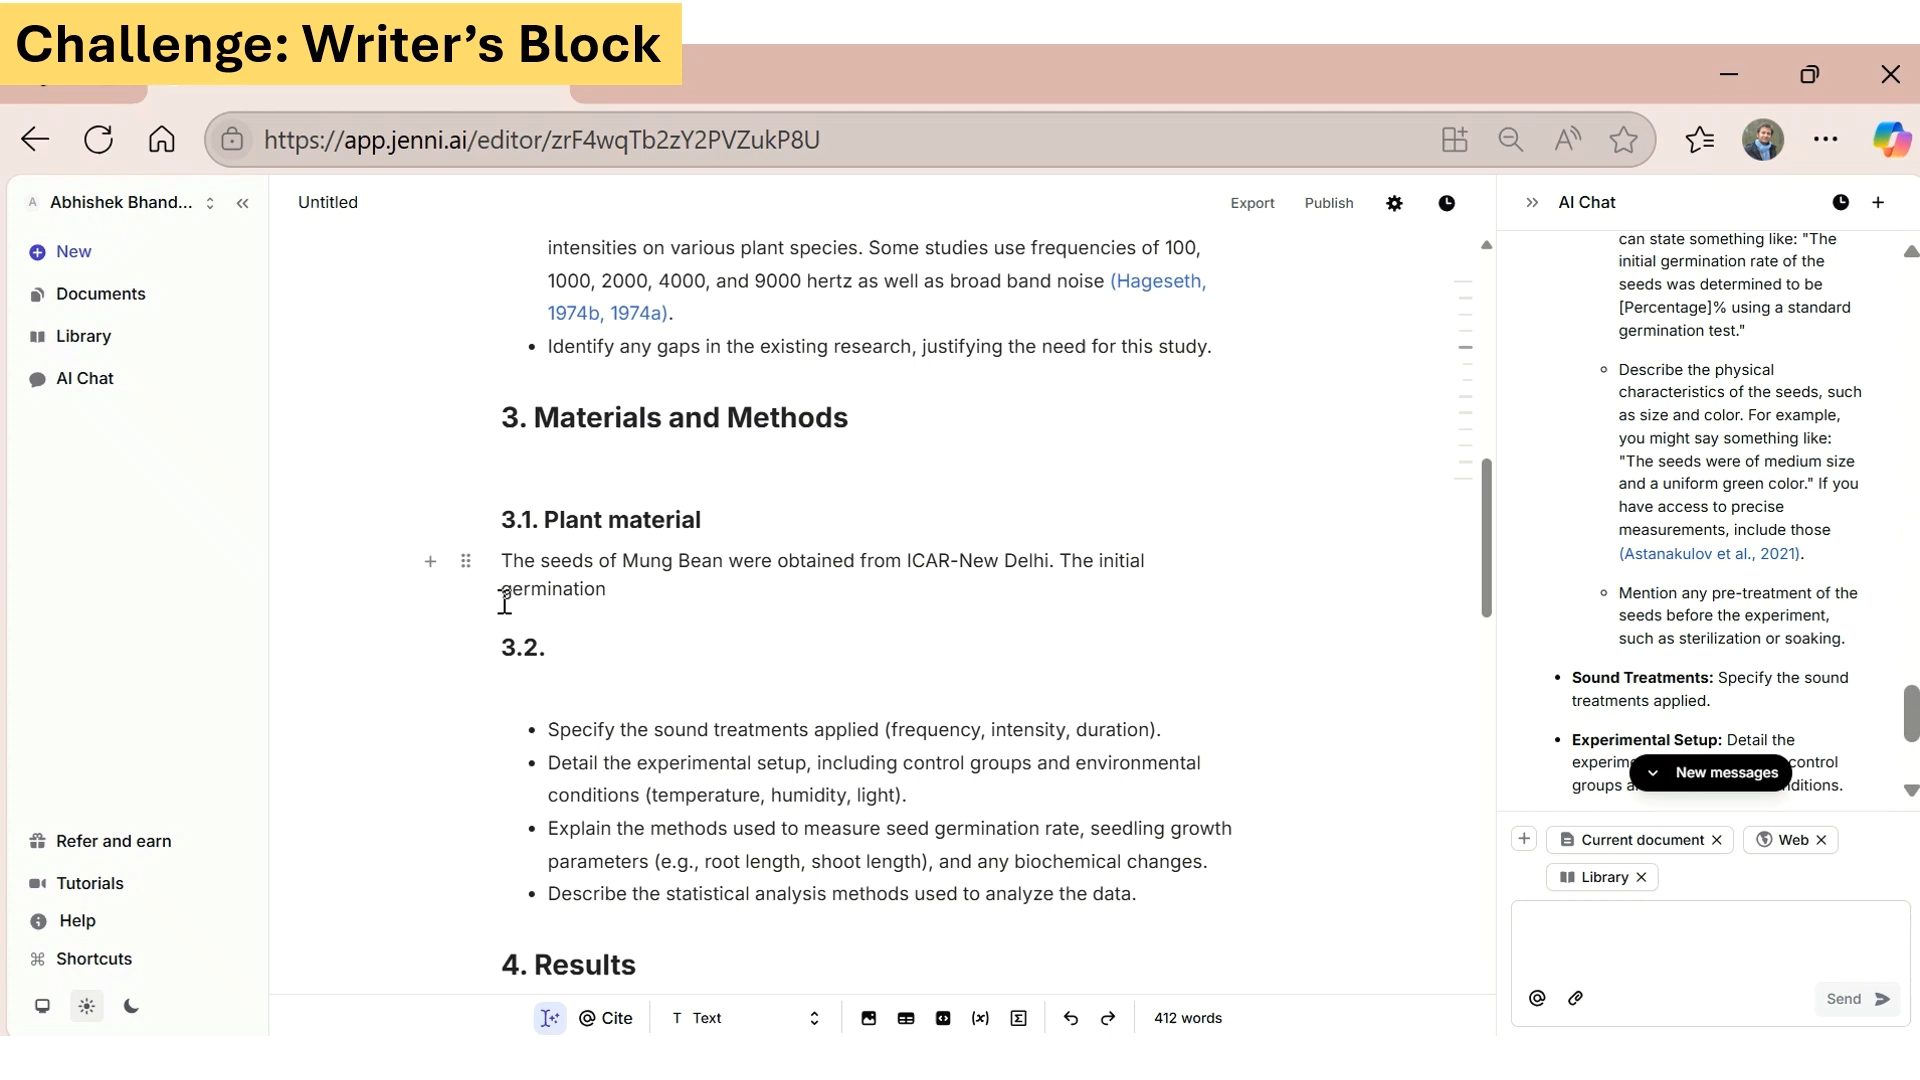 Challenge: Writer's Block
https://app.jenni.ai/editor/zrF4wqTb2zY2PVZukP8U
A Abhishek Bhand...
New
Documents
Library
AI Chat
Refer and earn
Tutorials
Help
Shortcuts
Untitled
Export
Publish
intensities on various plant species. Some studies use frequencies of 100,
1000, 2000, 4000, and 9000 hertz as well as broad band noise (Hageseth,
1974b, 1974a).
• Identify any gaps in the existing research, justifying the need for this study.
3. Materials and Methods
3.1. Plant material
The seeds of Mung Bean were obtained from ICAR-New Delhi. The initial
germination
3.2.
• Specify the sound treatments applied (frequency, intensity, duration).
• Detail the experimental setup, including control groups and environmental
conditions (temperature, humidity, light).
• Explain the methods used to measure seed germination rate, seedling growth
parameters (e.g., root length, shoot length), and any biochemical changes.
• Describe the statistical analysis methods used to analyze the data.
4. Results
@ Cite
T Text
(x)
412 words
AI Chat
can state something like: "The
initial germination rate of the
seeds was determined to be
[Percentage]% using a standard
germination test."
Describe the physical
characteristics of the seeds, such
as size and color. For example,
you might say something like:
"The seeds were of medium size
and a uniform green color." If you
have access to precise
measurements, include those
(Astanakulov et al., 2021).
Mention any pre-treatment of the
seeds before the experiment,
such as sterilization or soaking.
• Sound Treatments: Specify the sound
treatments applied.
• Experimental Setup: Detail the
New messages
Current document
Web
Library
@
Send